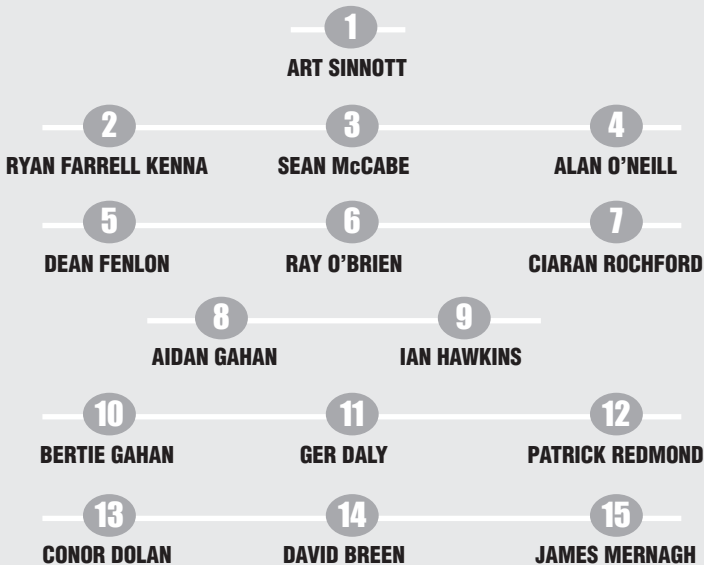 1
ART SINNOTT
2 3 4
RYAN FARRELL KENNA SEAN McCABE ALAN O'NEILL
5 6 7
DEAN FENLON RAY O'BRIEN CIARAN ROCHFORD
8 9
AIDAN GAHAN IAN HAWKINS
10 11 12
BERTIE GAHAN GER DALY PATRICK REDMOND
13 14 15
CONOR DOLAN DAVID BREEN JAMES MERNAGH